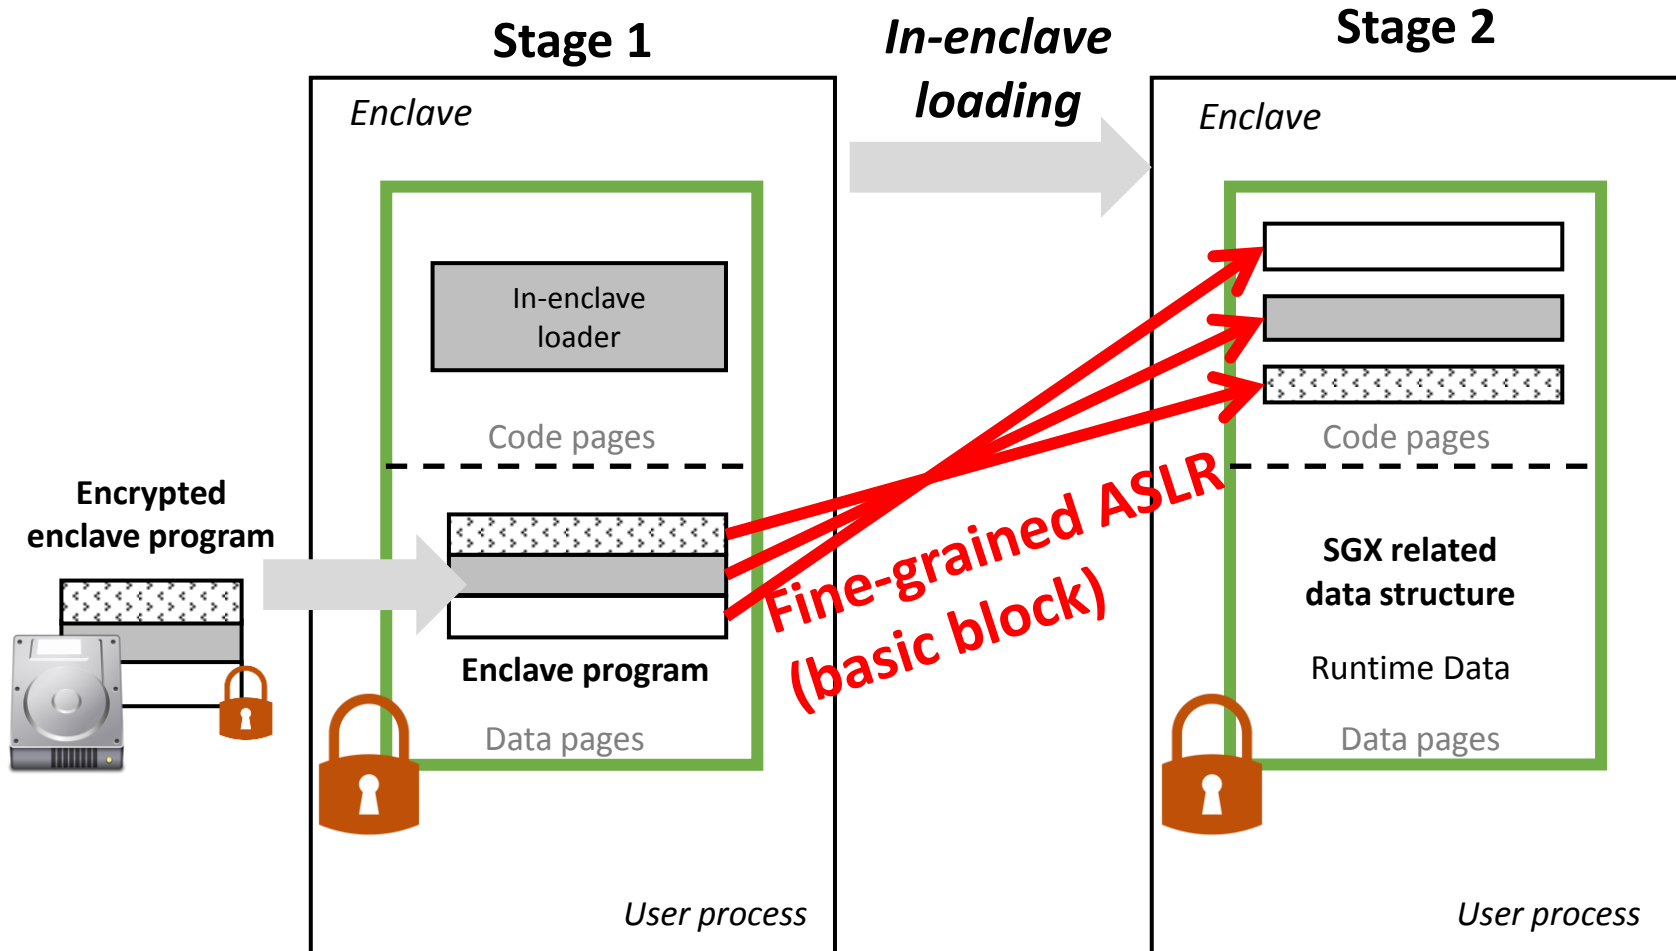 Stage 1
In-enclave
loading
Stage 2
Enclave
In-enclave
loader
Code pages
Encrypted
enclave program
Enclave program
Data pages
User process
Fine-grained ASLR
(basic block)
Enclave
Code pages
SGX related
data structure
Runtime Data
Data pages
User process